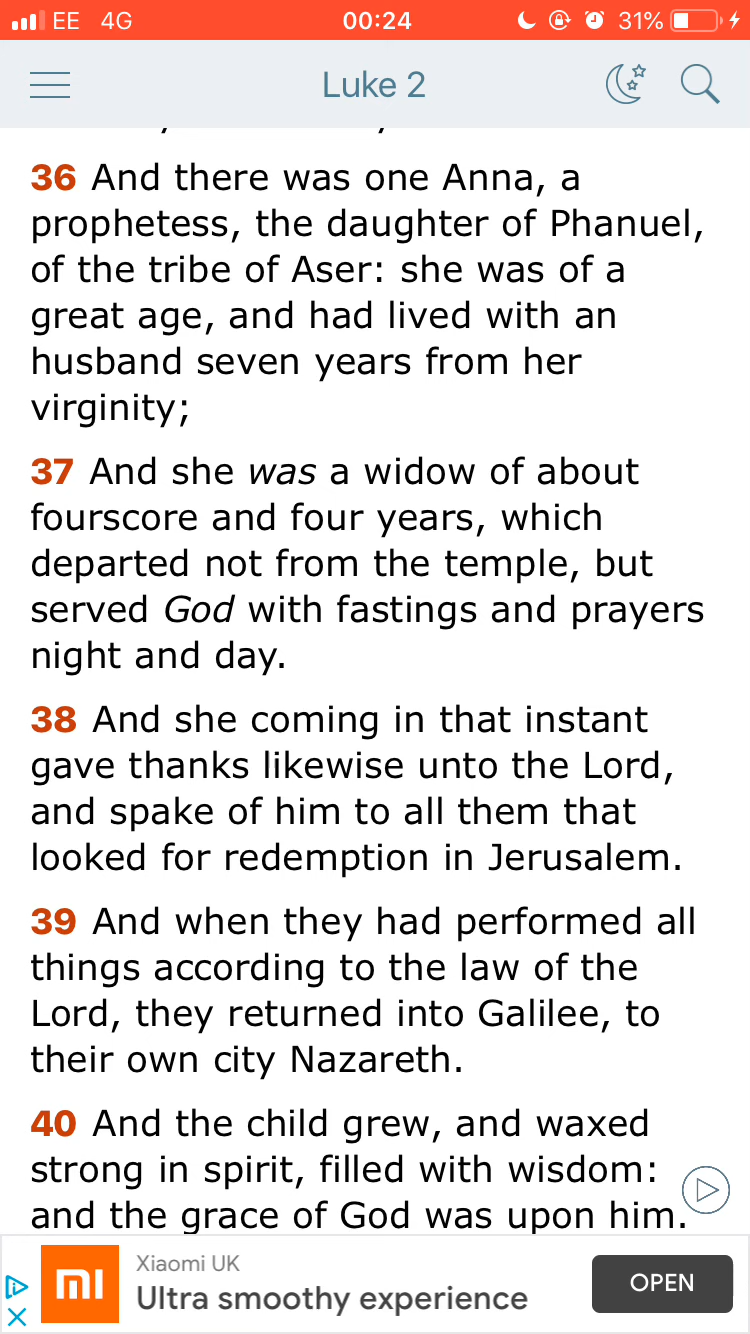 EE 4G 00:24 31%
Luke 2
36 And there was one Anna, a
prophetess, the daughter of Phanuel,
of the tribe of Aser: she was of a
great age, and had lived with an
husband seven years from her
virginity;
37 And she was a widow of about
fourscore and four years, which
departed not from the temple, but
served God with fastings and prayers
night and day.
38 And she coming in that instant
gave thanks likewise unto the Lord,
and spake of him to all them that
looked for redemption in Jerusalem.
39 And when they had performed all
things according to the law of the
Lord, they returned into Galilee, to
their own city Nazareth.
40 And the child grew, and waxed
strong in spirit, filled with wisdom:
and the grace of God was upon him.
mi
Xiaomi UK
Ultra smoothy experience
OPEN